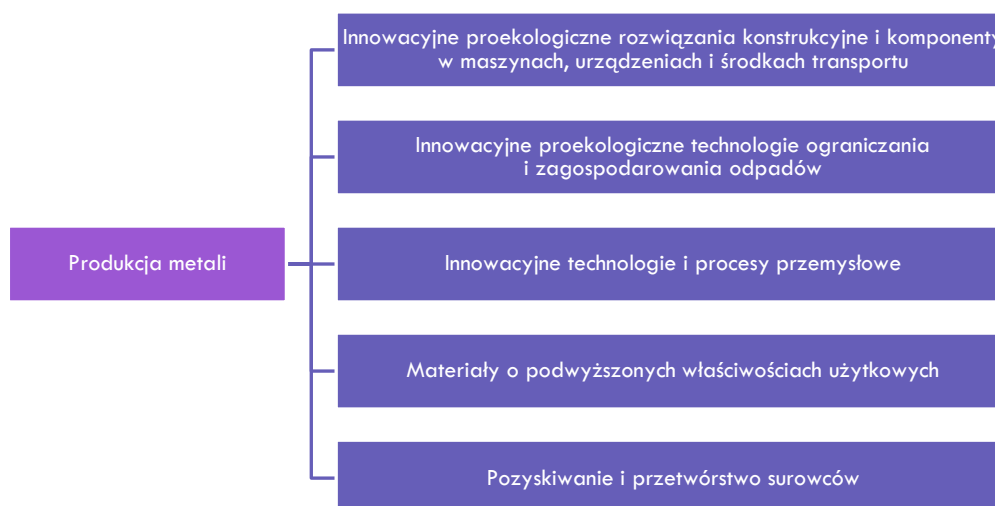 Innowacyjne proekologiczne rozwiązania konstrukcyjne i komponenty
w maszynach, urządzeniach i środkach transportu
Innowacyjne proekologiczne technologie ograniczania
i zagospodarowania odpadów
Produkcja metali
Innowacyjne technologie i procesy przemysłowe
Materiały o podwyższonych właściwościach użytkowych
Pozyskiwanie i przetwórstwo surowców